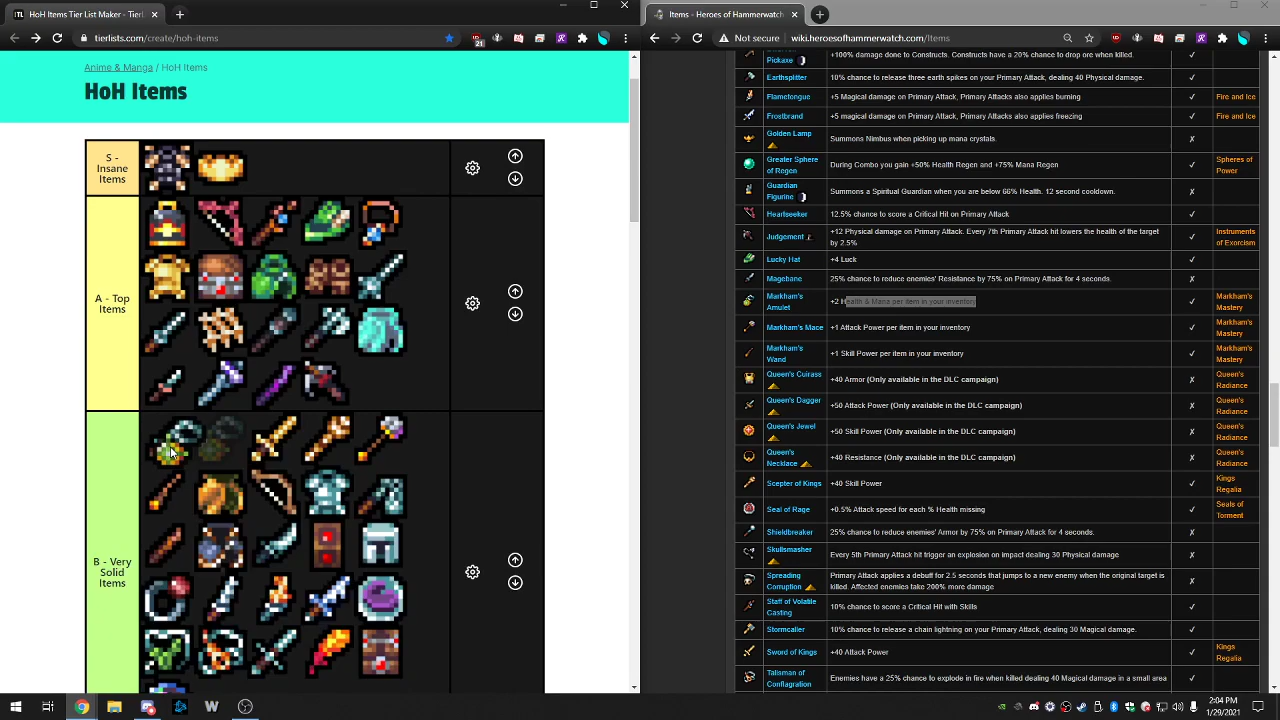 HoH Items Tier List Maker - TierL
Items - Heroes of Hammerwatch
tierlists.com/create/hoh-items
21
Not secure
wiki.heroesofhammerwatch.com/Items
Anime & Manga / HoH Items
HoH Items
S -
Insane
Items
A - Top
Items
B - Very
Solid
Items
Pickaxe
+100% damage done to Constructs. Constructs have a 20% chance to drop ore when killed.
✓
Earthsplitter
10% chance to release three earth spikes on your Primary Attack, dealing 40 Physical damage.
✓
Flametongue
+5 Magical damage on Primary Attack, Primary Attacks also applies burning
✓
Fire and Ice
Frostbrand
+5 magical damage on Primary Attack, Primary Attacks also applies freezing
✓
Fire and Ice
Golden Lamp
Summons Nimbus when picking up mana crystals.
✗
Greater Sphere
of Regen
During Combo you gain +50% Health Regen and +75% Mana Regen
Spheres of
Power
Guardian
Figurine
Summons a Spiritual Guardian when you are below 66% Health. 12 second cooldown.
Heartseeker
12.5% chance to score a Critical Hit on Primary Attack
✓
Judgement
+12 Physical damage on Primary Attack. Every 7th Primary Attack hit lowers the health of the target
by 2.5%
✓
Instruments
of Exorcism
Lucky Hat
+4 Luck
✓
Magebane
25% chance to reduce enemies' Resistance by 75% on Primary Attack for 4 seconds.
✗
Markham's
Amulet
+2 Health & Mana per item in your inventory
Markham's
Mastery
Markham's Mace
+1 Attack Power per item in your inventory
✓
Markham's
Mastery
Markham's
Wand
+1 Skill Power per item in your inventory
✓
Markham's
Mastery
Queen's Cuirass
+40 Armor (Only available in the DLC campaign)
✗
Queen's
Radiance
Queen's Dagger
+50 Attack Power (Only available in the DLC campaign)
✗
Queen's
Radiance
Queen's Jewel
+50 Skill Power (Only available in the DLC campaign)
✗
Queen's
Radiance
Queen's
Necklace
+40 Resistance (Only available in the DLC campaign)
✗
Queen's
Radiance
Scepter of Kings
+40 Skill Power
✓
Kings
Regalia
Seal of Rage
+0.5% Attack speed for each % Health missing
✓
Seals of
Torment
Shieldbreaker
25% chance to reduce enemies' Armor by 75% on Primary Attack for 4 seconds.
✗
Skullsmasher
Every 5th Primary Attack hit trigger an explosion on impact dealing 30 Physical damage
✗
Spreading
Corruption
Primary Attack applies a debuff for 2.5 seconds that jumps to a new enemy when the original target is
killed. Affected enemies take 200% more damage
✗
Staff of Volatile
Casting
10% chance to score a Critical Hit with Skills
✓
Stormcaller
10% chance to release a chain lightning on your Primary Attack, dealing 30 Magical damage.
✓
Sword of Kings
+40 Attack Power
✓
Kings
Regalia
Talisman of
Conflagration
Enemies have a 25% chance to explode in fire when killed dealing 40 Magical damage in a small area
✗
2:04 PM
1/29/2021